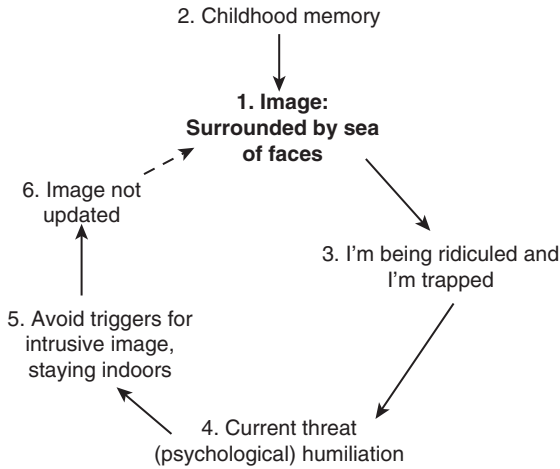 2. Childhood memory
1. Image:
Surrounded by sea
of faces
6. Image not
updated
3. I'm being ridiculed and
I'm trapped
5. Avoid triggers for
intrusive image,
staying indoors
4. Current threat
(psychological) humiliation